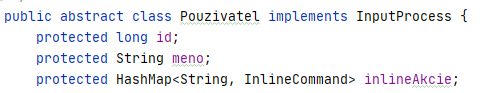 public abstract class Pouzivatel implements InputProcess {
protected long id;
protected String meno;
protected HashMap<String, InlineCommand> inlineAkcie;